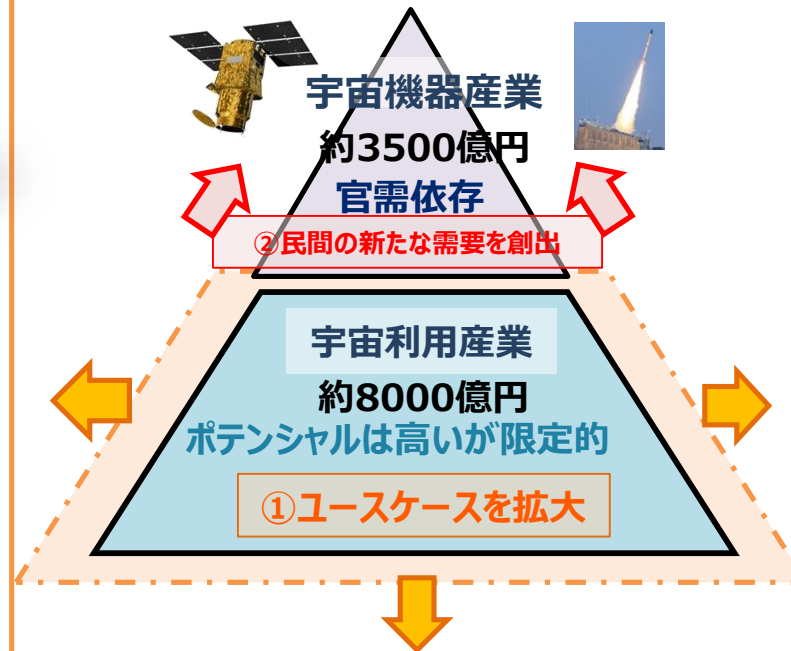 宇宙機器産業
約3500億円
官需依存
②民間の新たな需要を創出
宇宙利用産業
約8000億円
ポテンシャルは高いが限定的
①ユースケースを拡大